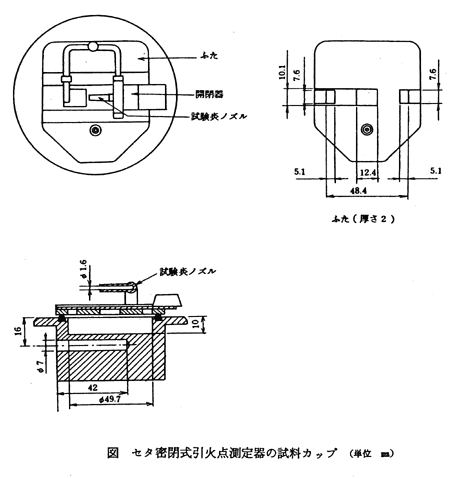 ふた
開閉器
試験炎ノズル
10.1
7.6
7.6
5.1
12.4
5.1
48.4
ふた(厚さ2)
φ1.6
試験炎ノズル
16
10
φ7
42
φ49.7
図 セタ密閉式引火点測定器の試料カップ (単位 mm)